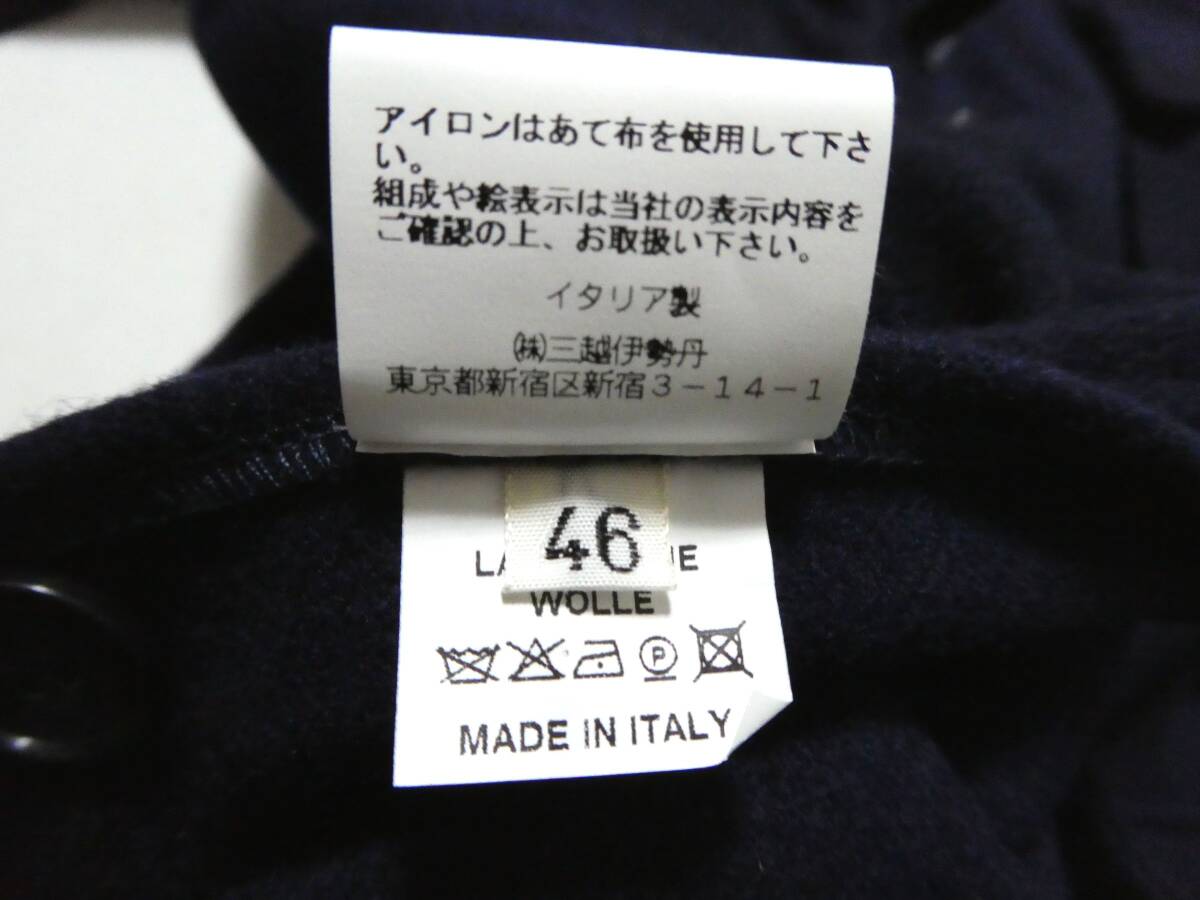 アイロンはあて布を使用して下さ
い。
組成や絵表示は当社の表示内容を
ご確認の上、お取扱い下さい。
イタリア製
㈱三越伊勢丹
東京都新宿区新宿3-14-1
46
WOLLE
P
MADE IN ITALY